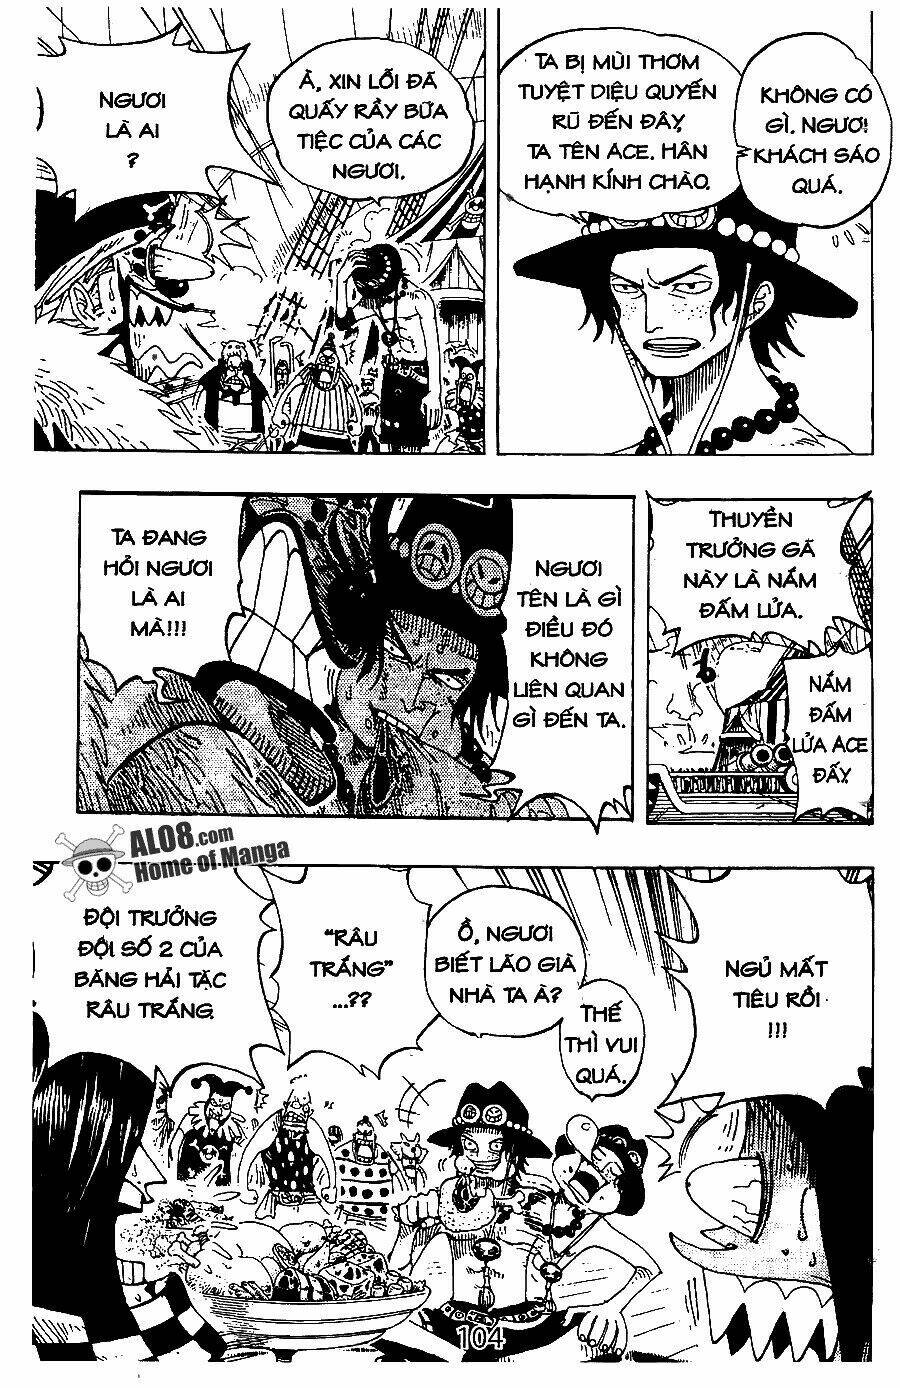 NGƯƠI
LÀ AI
?
À, XIN LỖI ĐÃ
QUẤY RẦY BỮA
TIỆC CỦA CÁC
NGƯƠI.
TA BỊ MÙI THƠM
TUYỆT DIỆU QUYẾN
RŨ ĐẾN ĐÂY,
TA TÊN ACE. HÂN
HẠNH KÍNH CHÀO.
KHÔNG CÓ
GÌ. NGƯƠI
KHÁCH SÁO
QUÁ.
TA ĐANG
HỎI NGƯƠI
LÀ AI
MÀ!!!
NGƯƠI
TÊN LÀ GÌ
ĐIỀU ĐÓ
KHÔNG
LIÊN QUAN
GÌ ĐẾN TA.
THUYỀN
TRƯỞNG GÃ
NÀY LÀ NẮM
ĐẤM LỬA.
NẮM
ĐẤM
LỬA ACE
ĐẤY.
AL08.com
Home of Manga
ĐỘI TRƯỞNG
ĐỘI SỐ 2 CỦA
BĂNG HẢI TẶC
RÂU TRẮNG.
“RÂU
TRẮNG”
...??
Ồ, NGƯƠI
BIẾT LÃO GIÀ
NHÀ TA À?
THẾ
THÌ VUI
QUÁ.
NGỦ MẤT
TIÊU RỒI
!!!
104